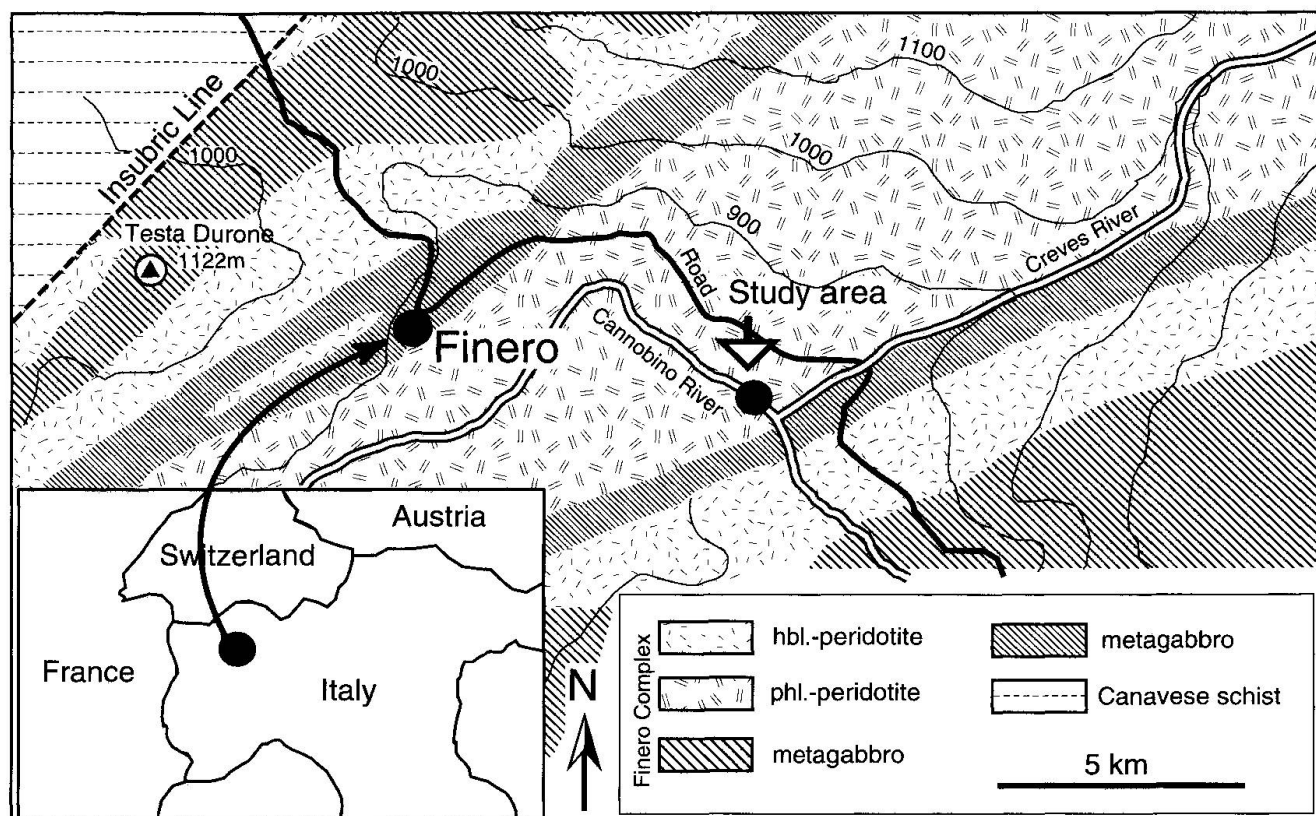 1100
1000
Insubric Line
1000
1000
Testa Durone
1122m
900
Creves River
Road
Study area
Finero
Cannobino River
Austria
Switzerland
France
Italy
N
Finero Complex
hbl.-peridotite
phl.-peridotite
metagabbro
metagabbro
Canavese schist
5 km